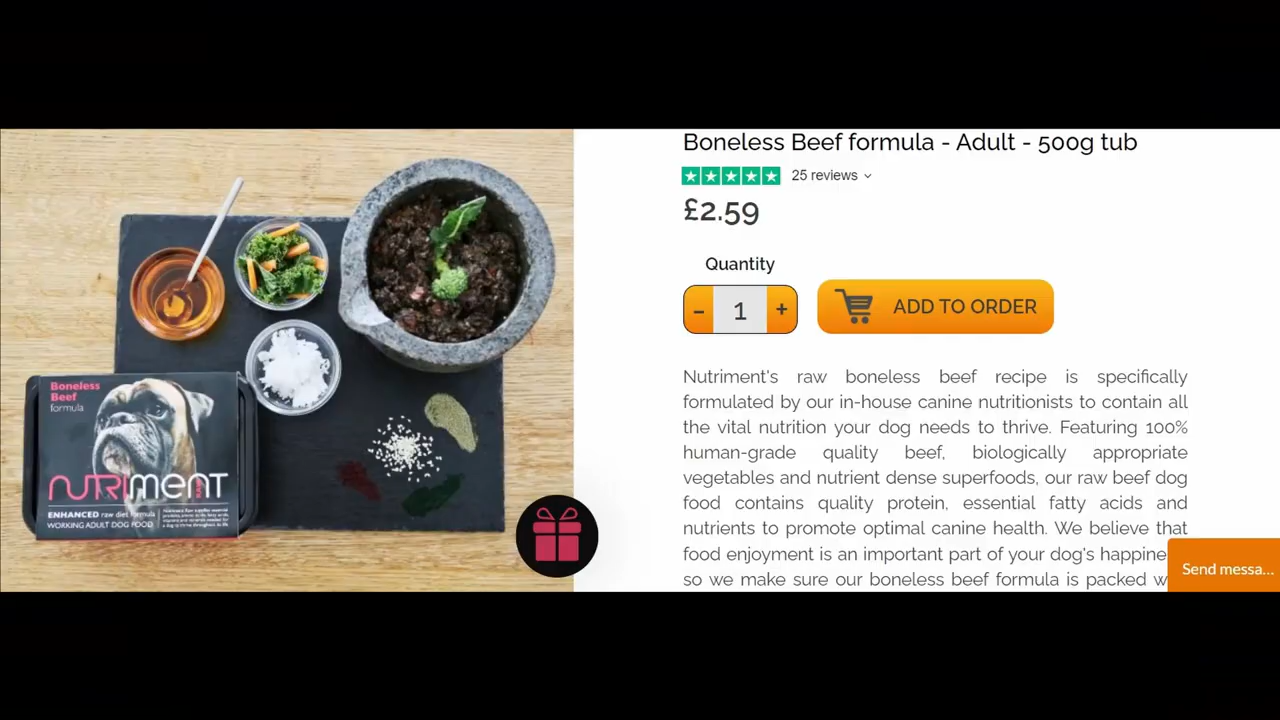 Boneless Beef formula - Adult - 500g tub
25 reviews
£2.59
Quantity
- 1 +
ADD TO ORDER
Nutriment's raw boneless beef recipe is specifically
formulated by our in-house canine nutritionists to contain all
the vital nutrition your dog needs to thrive. Featuring 100%
human-grade quality beef, biologically appropriate
vegetables and nutrient dense superfoods, our raw beef dog
food contains quality protein, essential fatty acids and
nutrients to promote optimal canine health. We believe that
food enjoyment is an important part of your dog's happine
so we make sure our boneless beef formula is packed w
Send messa...
Boneless
Beef
formula
NUTRIMENT
ENHANCED raw diet formula
WORKING ADULT DOG FOOD